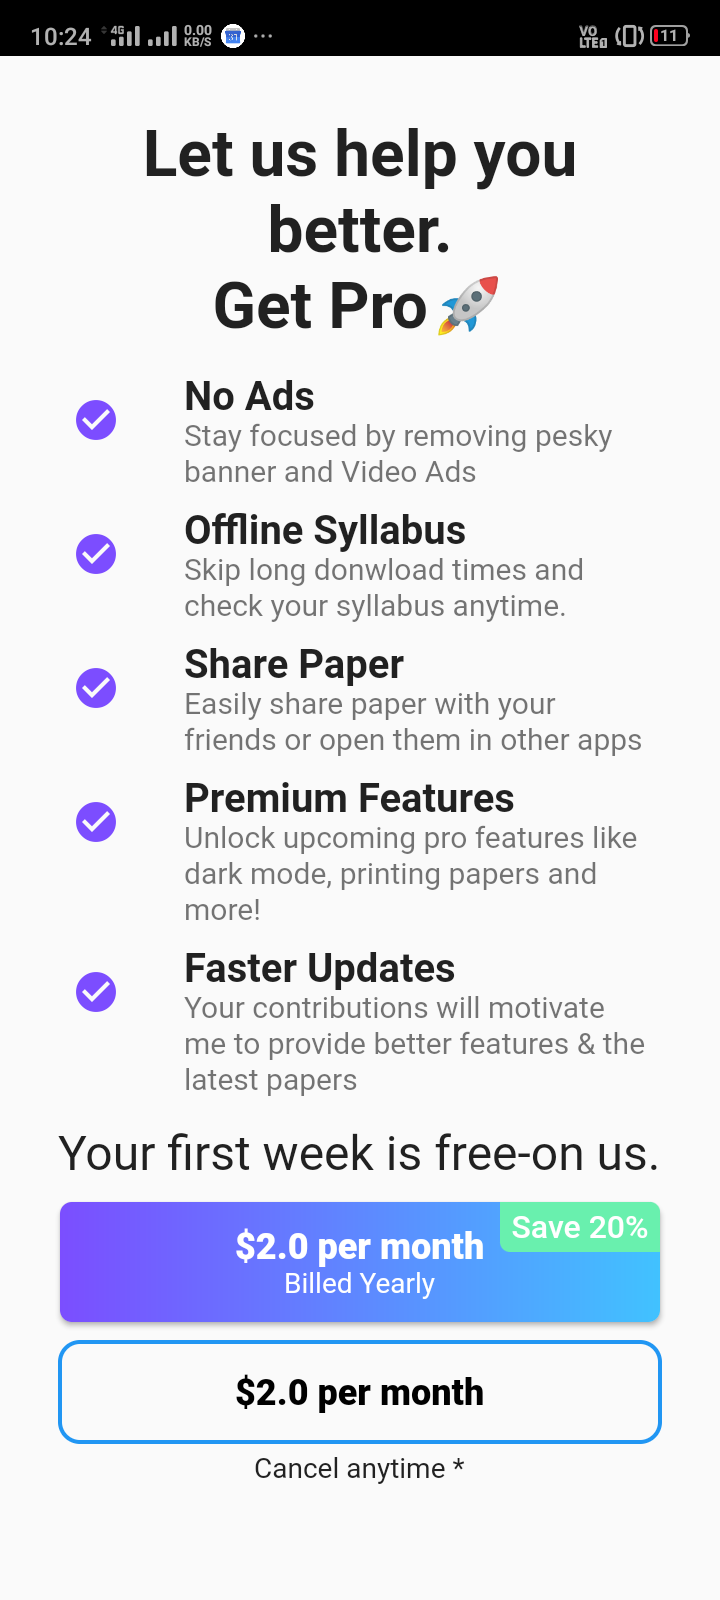 10:24 4G 0.00 KB/S 31 ··· VO LTE 11
Let us help you
better.
Get Pro🚀
No Ads
Stay focused by removing pesky
banner and Video Ads
Offline Syllabus
Skip long donwload times and
check your syllabus anytime.
Share Paper
Easily share paper with your
friends or open them in other apps
Premium Features
Unlock upcoming pro features like
dark mode, printing papers and
more!
Faster Updates
Your contributions will motivate
me to provide better features & the
latest papers
Your first week is free-on us.
Save 20%
$2.0 per month
Billed Yearly
$2.0 per month
Cancel anytime *